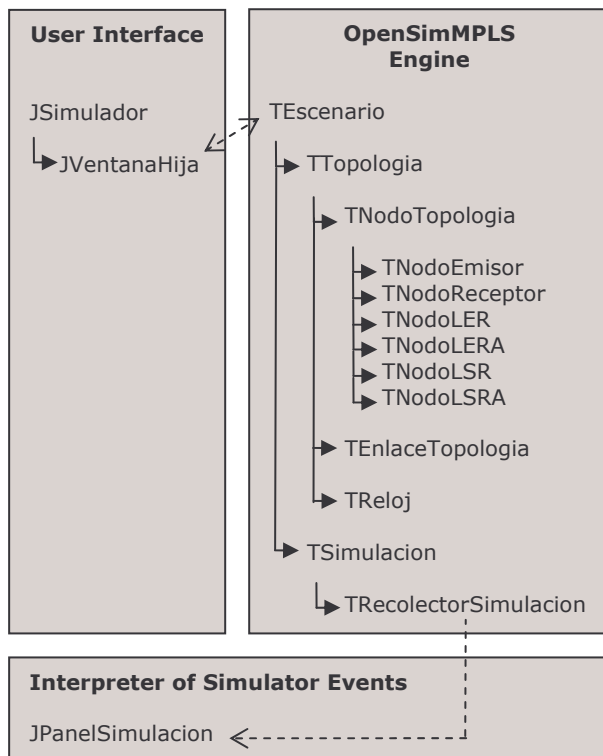 User Interface
JSimulador
JVentanaHija
OpenSimMPLS
Engine
TEscenario
TTopologia
TNodoTopologia
TNodoEmisor
TNodoReceptor
TNodoLER
TNodoLERA
TNodoLSR
TNodoLSRA
TEnlaceTopologia
TReloj
TSimulacion
TRecolectorSimulacion
Interpreter of Simulator Events
JPanelSimulacion